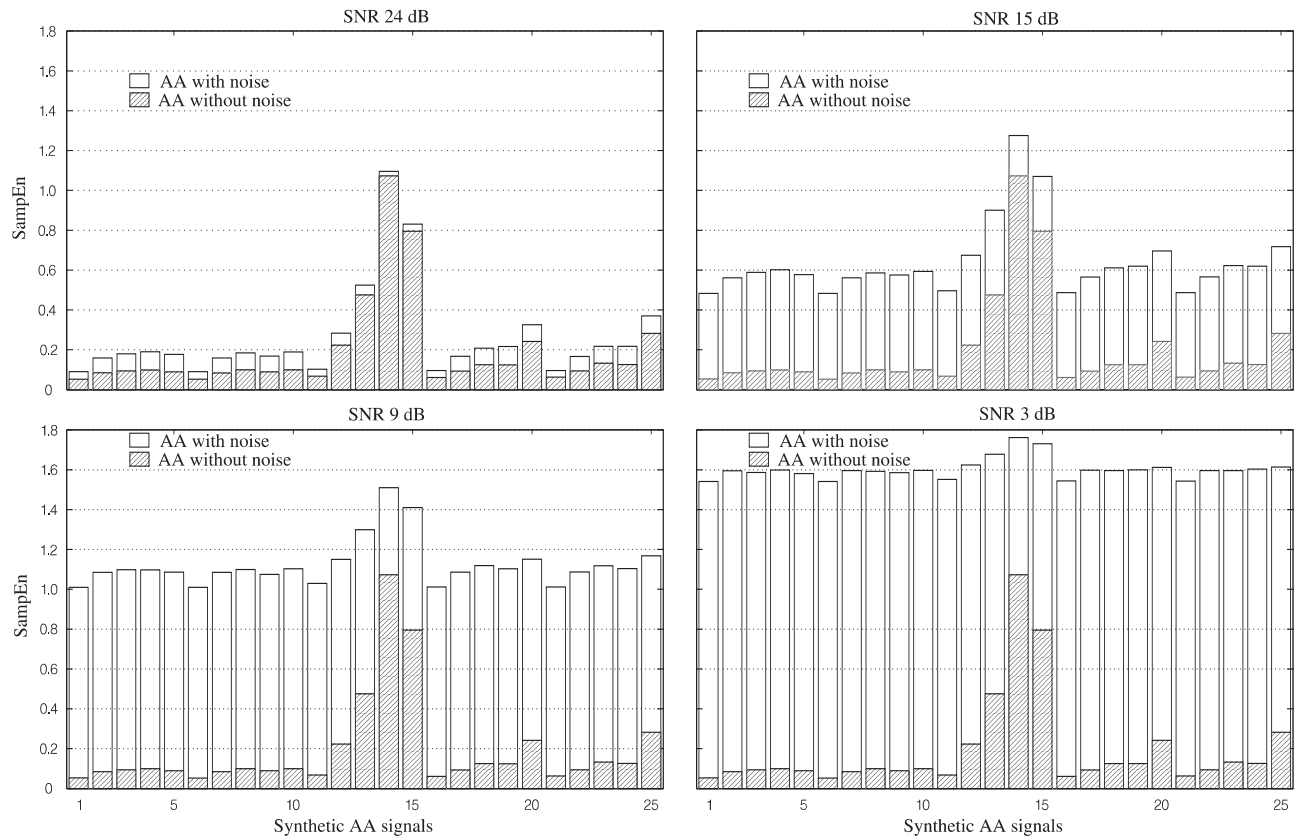 SNR 24 dB
1.8
1.6
1.4
1.2
1.0
0.8
0.6
0.4
0.2
0
SampEn
AA with noise
AA without noise
SNR 15 dB
AA with noise
AA without noise
SNR 9 dB
1.8
1.6
1.4
1.2
1.0
0.8
0.6
0.4
0.2
0
SampEn
AA with noise
AA without noise
1 5 10 15 20 25
Synthetic AA signals
SNR 3 dB
AA with noise
AA without noise
1 5 10 15 20 25
Synthetic AA signals